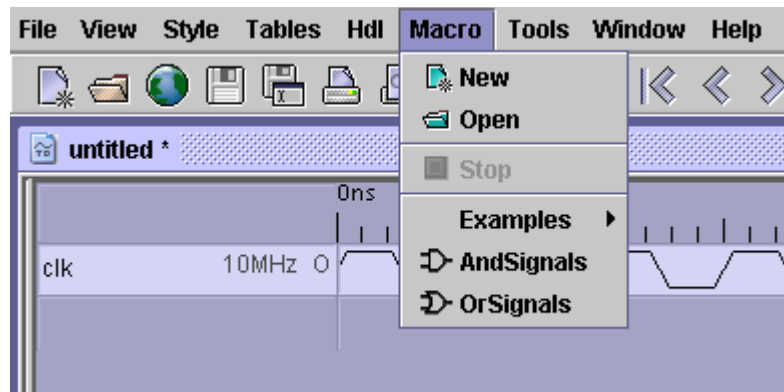 File View Style Tables Hdl Macro Tools Window Help
New
Open
Stop
Examples
AndSignals
OrSignals
untitled *
0ns
clk 10MHz O